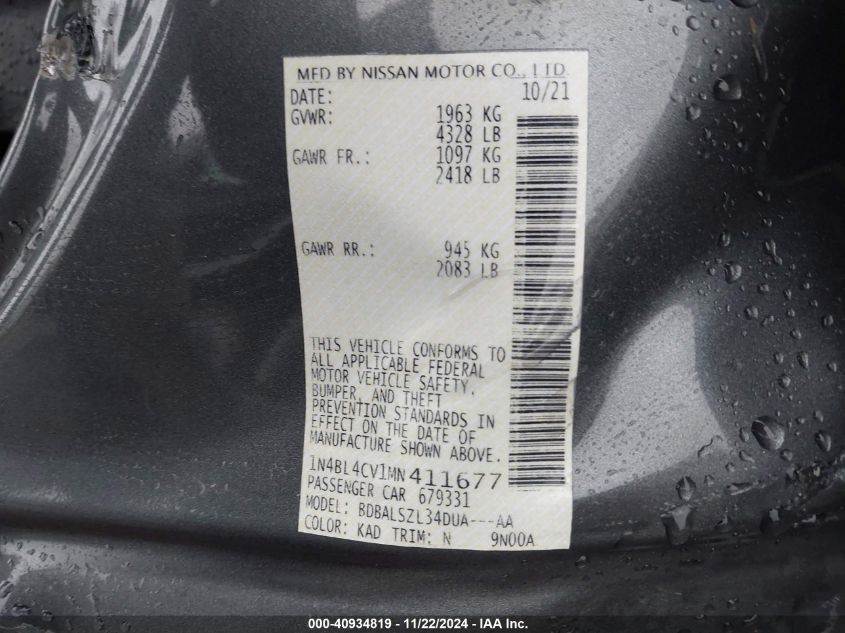 MFD BY NISSAN MOTOR CO., LTD.
DATE: 10/21
GVWR: 1963 KG
4328 LB
GAWR FR.: 1097 KG
2418 LB
GAWR RR.: 945 KG
2083 LB
THIS VEHICLE CONFORMS TO
ALL APPLICABLE FEDERAL
MOTOR VEHICLE SAFETY,
BUMPER, AND THEFT
PREVENTION STANDARDS IN
EFFECT ON THE DATE OF
MANUFACTURE SHOWN ABOVE.
1N4BL4CV1MN411677
PASSENGER CAR 679331
MODEL: BDBALSZL34DUA---AA
COLOR: KAD TRIM: N 9N00A
000-40934819 - 11/22/2024 - IAA Inc.